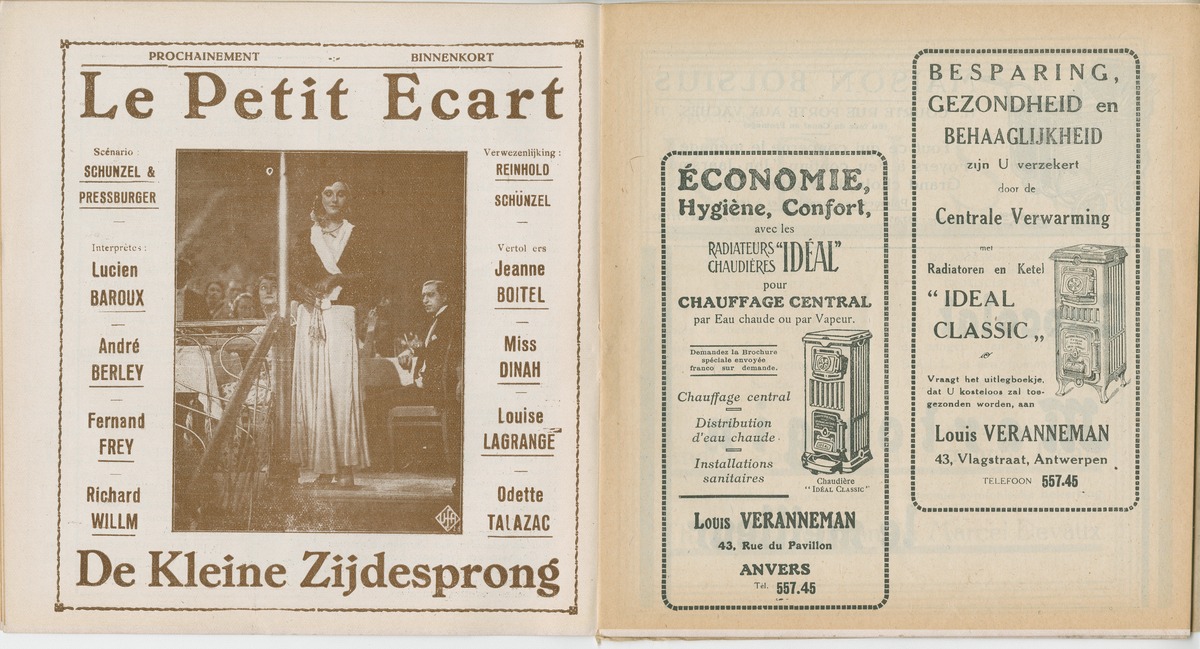 PROCHAINEMENT -:- BINNENKORT
Le Petit Ecart
Scénario :
SCHUNZEL &
PRESSBURGER
Interprètes :
Lucien
BAROUX
André
BERLEY
Fernand
FREY
Richard
WILLM
UFA
Verwezenlijking :
REINHOLD
SCHÜNZEL
Vertol ers
Jeanne
BOITEL
Miss
DINAH
Louise
LAGRANGE
Odette
TALAZAC
De Kleine Zijdesprong
ÉCONOMIE,
Hygiène, Confort,
avec les
RADIATEURS
CHAUDIÈRES "IDÉAL"
pour
CHAUFFAGE CENTRAL
par Eau chaude ou par Vapeur.
Demandez la Brochure
spéciale envoyée
franco sur demande.
Chauffage central
Distribution
d'eau chaude
Installations
sanitaires
Chaudière
"IDÉAL CLASSIC"
Louis VERANNEMAN
43, Rue du Pavillon
ANVERS
Tél. 557.45
BESPARING,
GEZONDHEID en
BEHAAGLIJKHEID
zijn U verzekert
door de
Centrale Verwarming
met
Radiatoren en Ketel
"IDEAL
CLASSIC„
Vraagt het uitlegboekje,
dat U kosteloos zal toe-
gezonden worden, aan
Louis VERANNEMAN
43, Vlagstraat, Antwerpen
TELEFOON 557.45